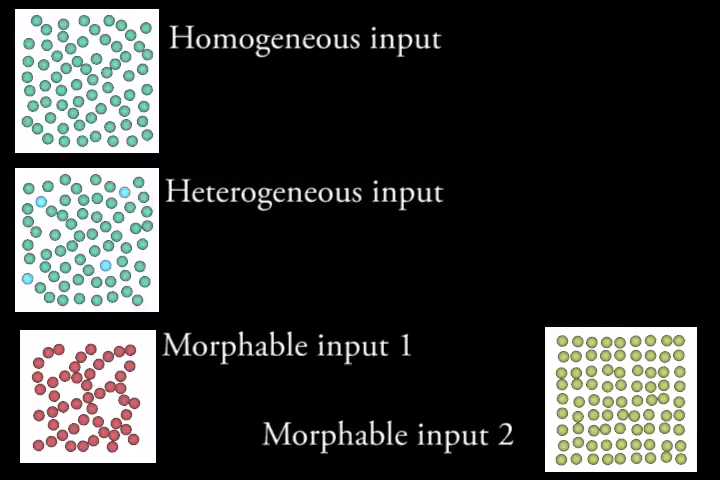 Homogeneous input
Heterogeneous input
Morphable input 1
Morphable input 2